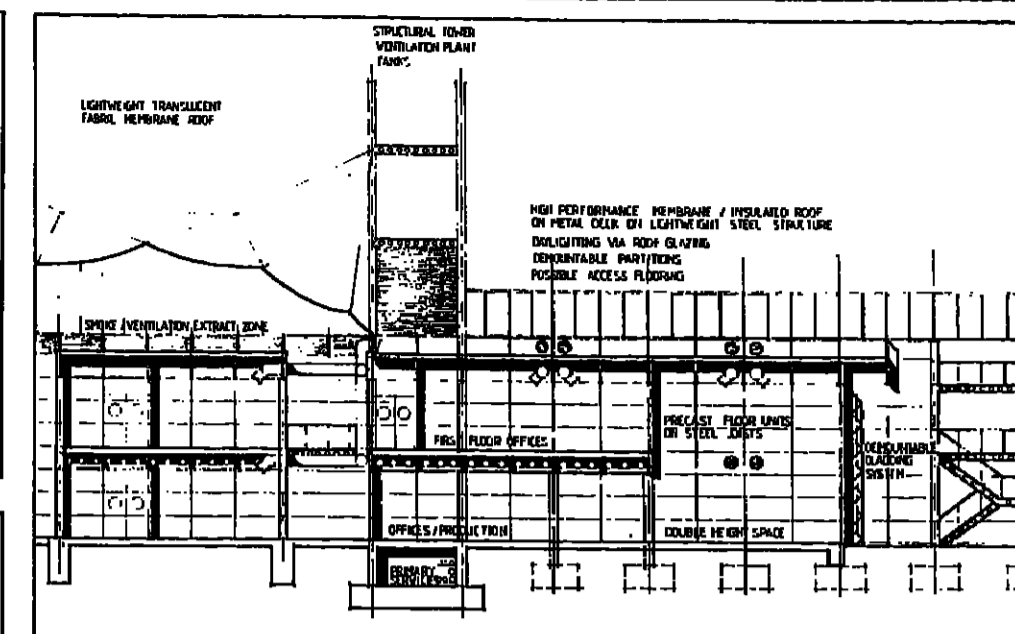 STRUCTURAL TOWER
VENTILATION PLANT
TANKS
LIGHTWEIGHT TRANSLUCENT
FABRIC MEMBRANE ROOF
HIGH PERFORMANCE MEMBRANE / INSULATED ROOF
ON METAL DECK ON LIGHTWEIGHT STEEL STRUCTURE
DAYLIGHTING VIA ROOF GLAZING
DEMOUNTABLE PARTITIONS
POSSIBLE ACCESS FLOORING
SMOKE / VENTILATION EXTRACT ZONE
FIRST FLOOR OFFICES
PRECAST FLOOR UNITS
OR STEEL JOISTS
DEMOUNTABLE
CLADDING
SYSTEM
OFFICES / PRODUCTION
DOUBLE HEIGHT SPACE
PRIMARY
SERVICES